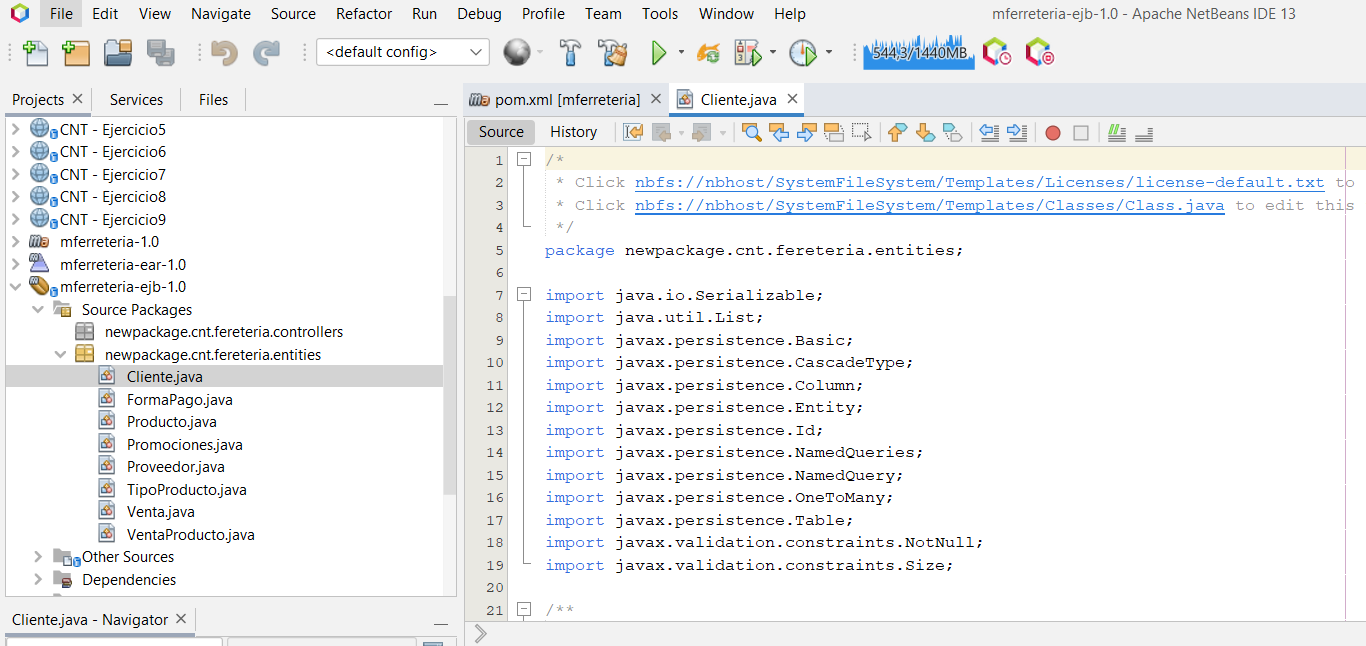 File Edit View Navigate Source Refactor Run Debug Profile Team Tools Window Help
mferreteria-ejb-1.0 - Apache NetBeans IDE 13
<default config>
544,3/1440MB
Projects Services Files
CNT - Ejercicio5
CNT - Ejercicio6
CNT - Ejercicio7
CNT - Ejercicio8
CNT - Ejercicio9
mferreteria-1.0
mferreteria-ear-1.0
mferreteria-ejb-1.0
Source Packages
newpackage.cnt.fereteria.controllers
newpackage.cnt.fereteria.entities
Cliente.java
FormaPago.java
Producto.java
Promociones.java
Proveedor.java
TipoProducto.java
Venta.java
VentaProducto.java
Other Sources
Dependencies
Cliente.java - Navigator
pom.xml [mferreteria] Cliente.java
Source History
1 /*
2 * Click nbfs://nbhost/SystemFileSystem/Templates/Licenses/license-default.txt to
3 * Click nbfs://nbhost/SystemFileSystem/Templates/Classes/Class.java to edit this
4 */
5 package newpackage.cnt.fereteria.entities;
6
7 import java.io.Serializable;
8 import java.util.List;
9 import javax.persistence.Basic;
10 import javax.persistence.CascadeType;
11 import javax.persistence.Column;
12 import javax.persistence.Entity;
13 import javax.persistence.Id;
14 import javax.persistence.NamedQueries;
15 import javax.persistence.NamedQuery;
16 import javax.persistence.OneToMany;
17 import javax.persistence.Table;
18 import javax.validation.constraints.NotNull;
19 import javax.validation.constraints.Size;
20
21 /**